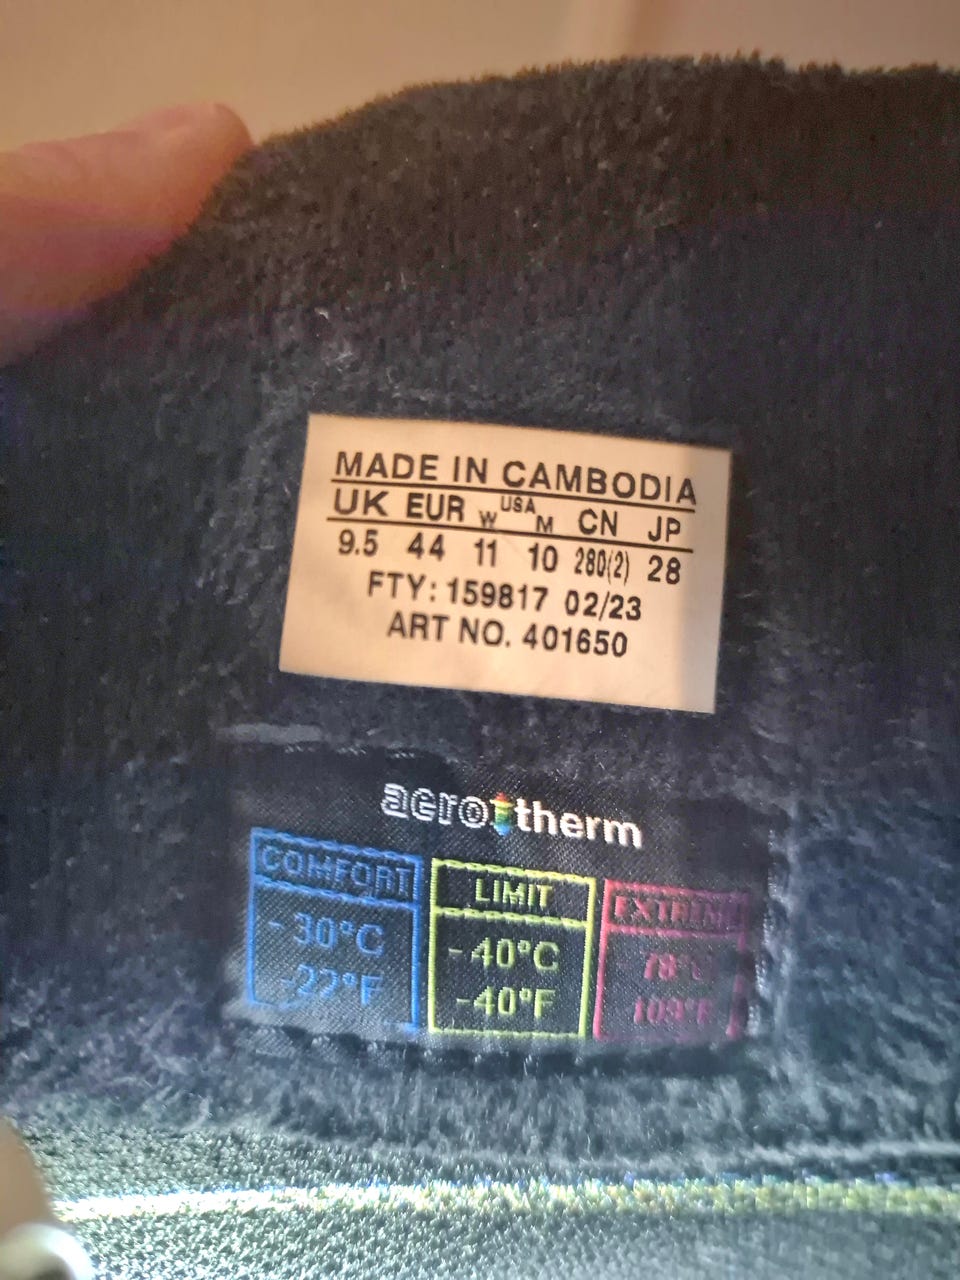 MADE IN CAMBODIA
UK EUR W USA M CN JP
9.5 44 11 10 280(2) 28
FTY: 159817 02/23
ART NO. 401650
aerotherm
COMFORT LIMIT EXTREME
-30°C -40°C
-22°F -40°F